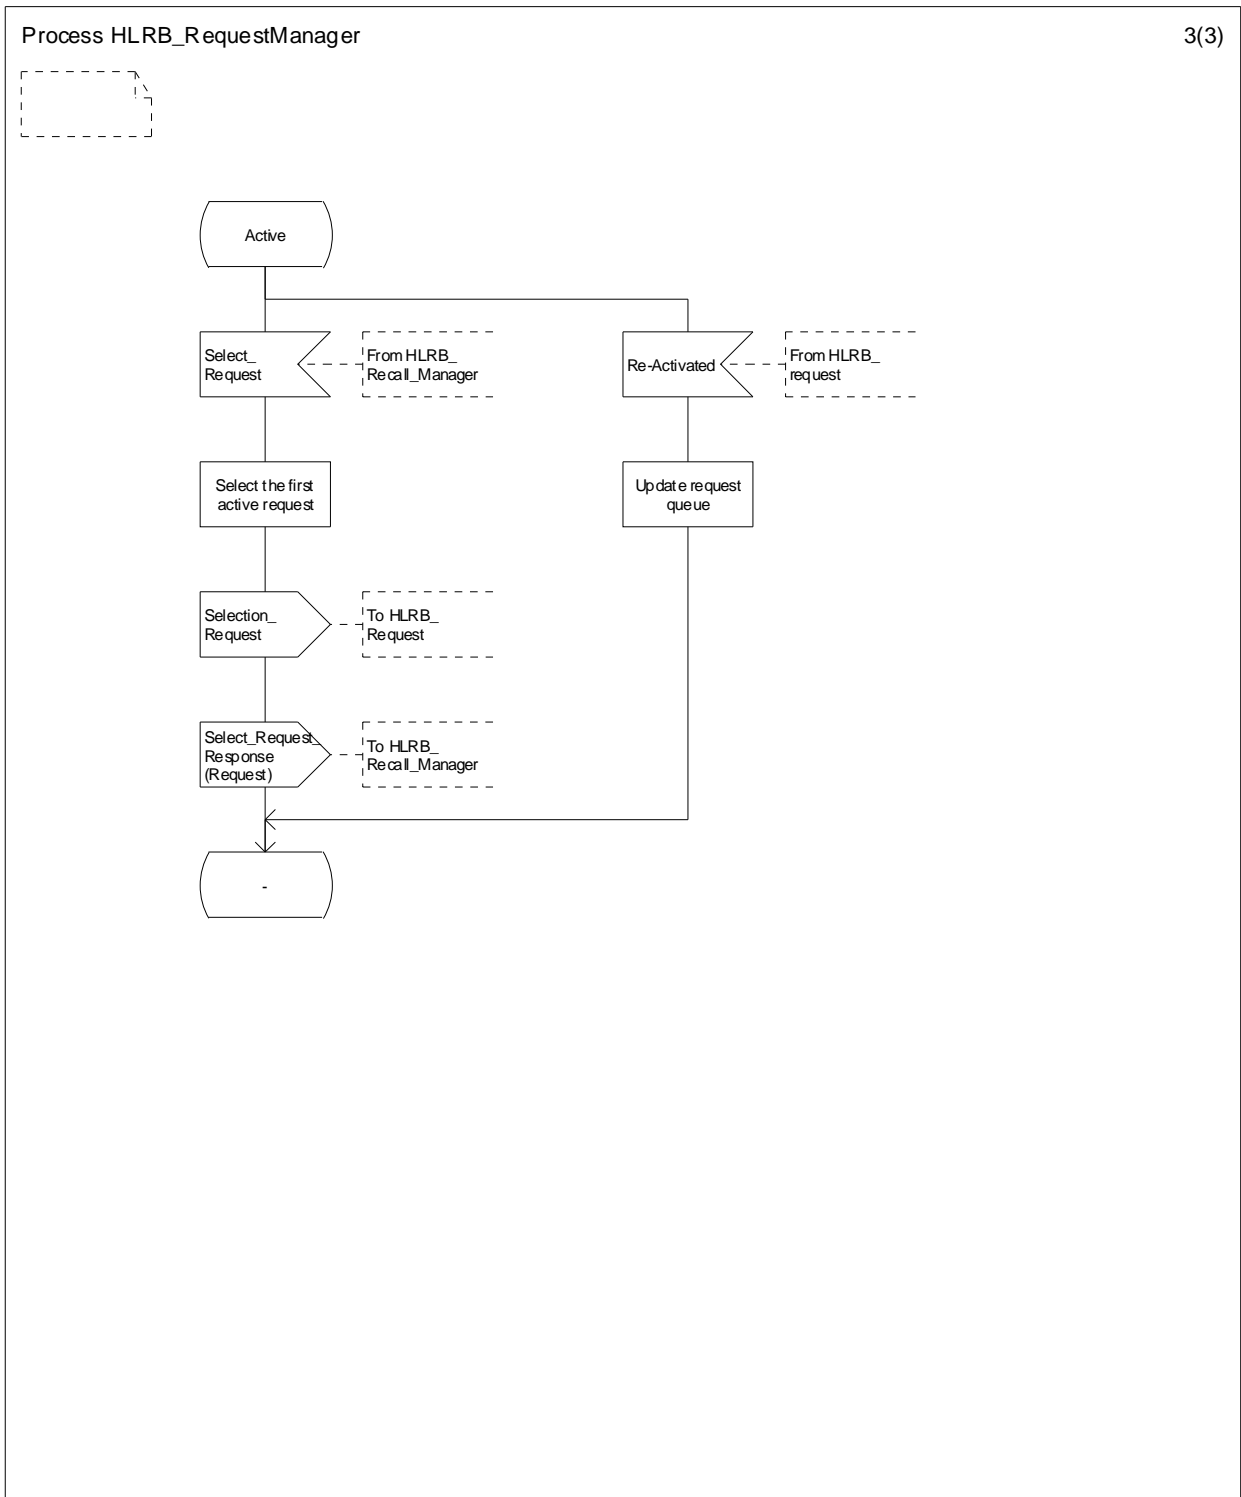 Process HLRB_RequestManager
3(3)
Active
Select_
Request
From HLRB_
Recall_Manager
Re-Activated
From HLRB_
request
Select the first
active request
Update request
queue
Selection_
Request
To HLRB_
Request
Select_Request_
Response
(Request)
To HLRB_
Recall_Manager
-